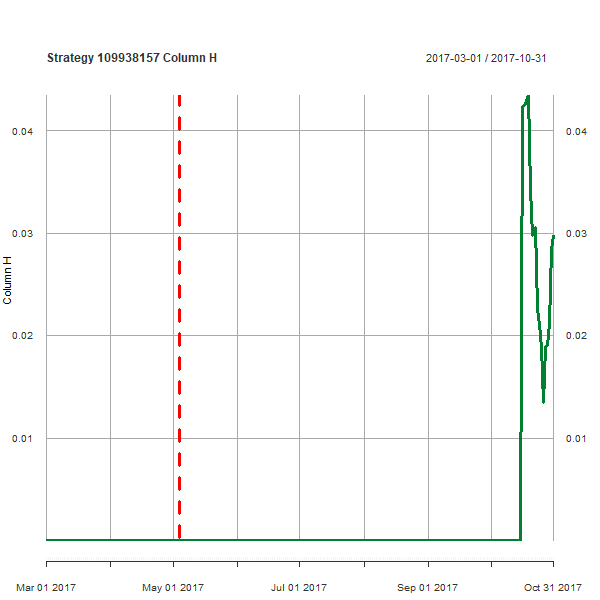 Strategy 109938157 Column H
2017-03-01 / 2017-10-31
0.04
0.04
0.03
0.03
Column H
0.02
0.02
0.01
0.01
Mar 01 2017
May 01 2017
Jul 01 2017
Sep 01 2017
Oct 31 2017